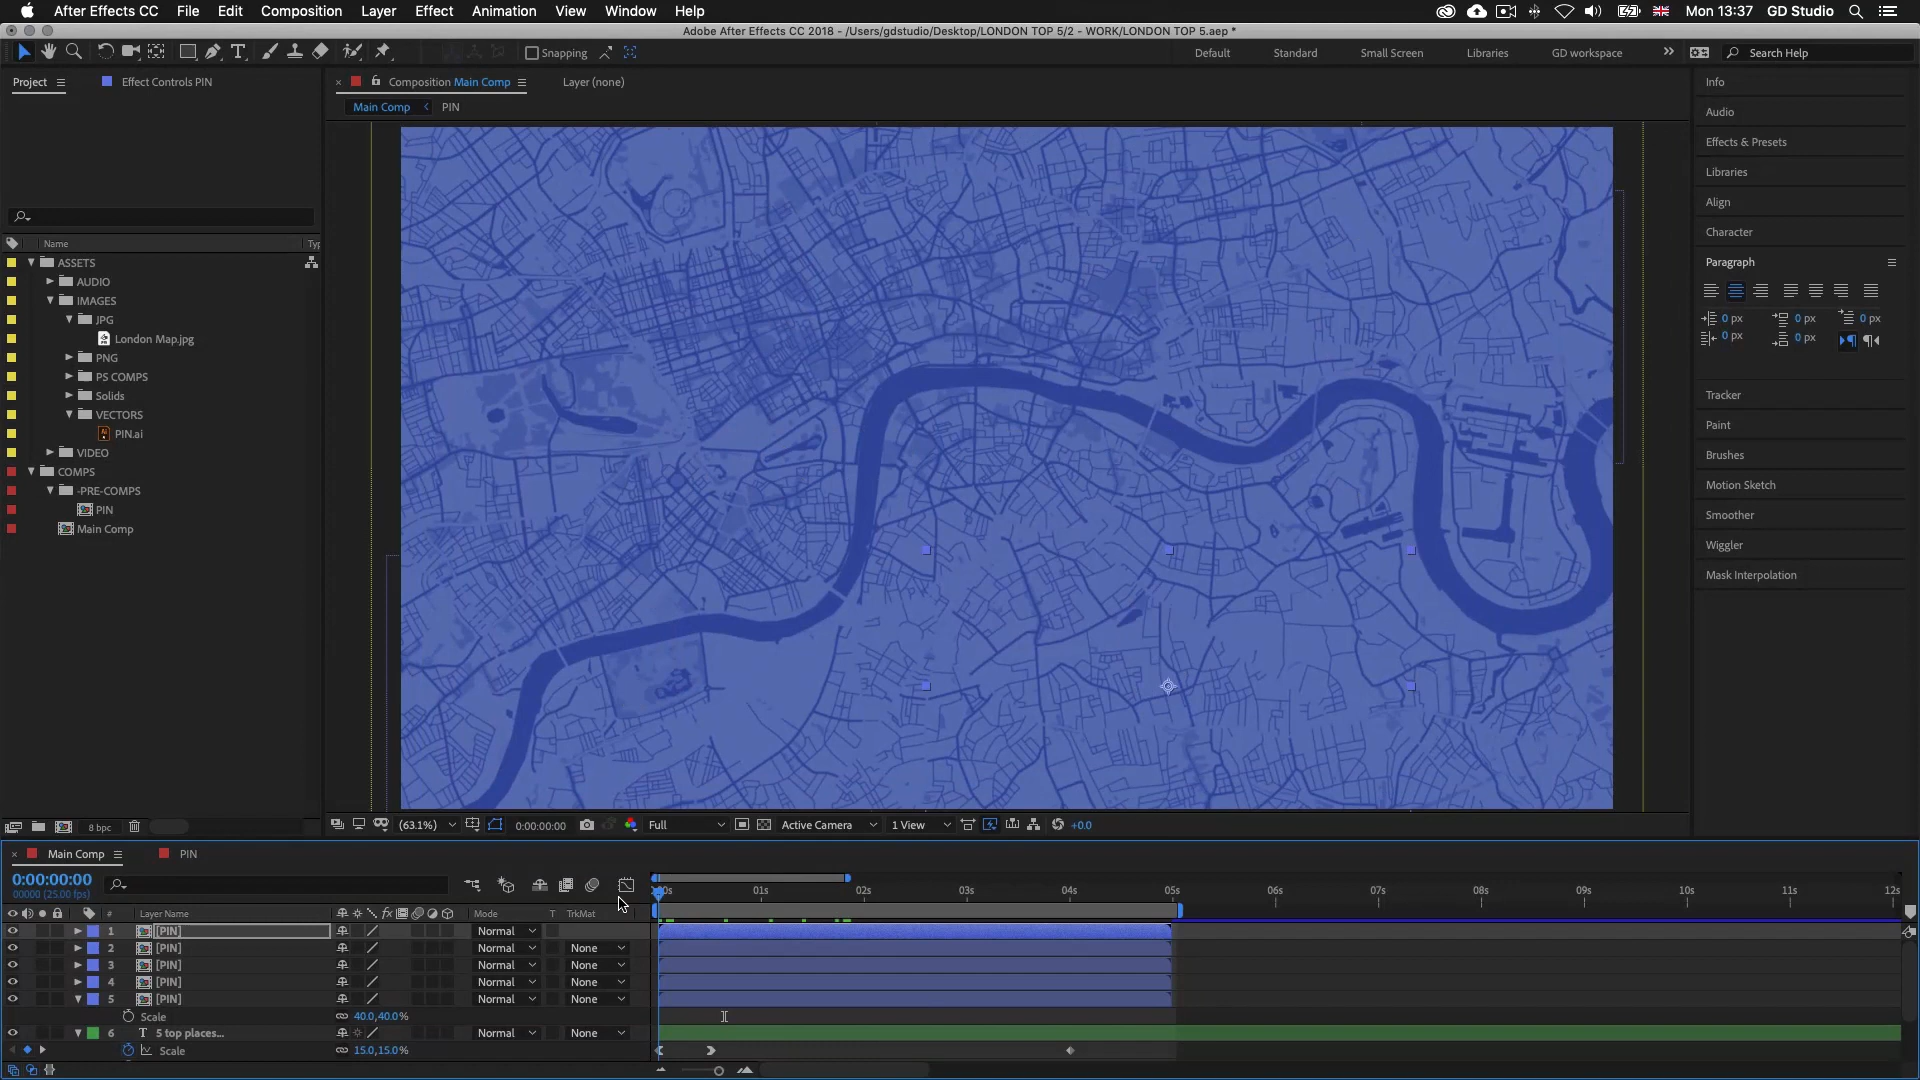 After Effects CC File Edit Composition Layer Effect Animation View Window Help Mon 13:37 GD Studio
Adobe After Effects CC 2018 - /Users/gdstudio/Desktop/LONDON TOP 5/2 - WORK/LONDON TOP 5.aep *
Snapping Default Standard Small Screen Libraries GD workspace Search Help
Project Effect Controls PIN
Composition Main Comp Layer (none)
Main Comp PIN
Name
ASSETS
AUDIO
IMAGES
JPG
London Map.jpg
PNG
PS COMPS
Solids
VECTORS
PIN.ai
VIDEO
COMPS
-PRE-COMPS
PIN
Main Comp
8 bpc
Info
Audio
Effects & Presets
Libraries
Align
Character
Paragraph
0 px 0 px 0 px
0 px 0 px
Tracker
Paint
Brushes
Motion Sketch
Smoother
Wiggler
Mask Interpolation
(63.1%) 0:00:00:00 Full Active Camera 1 View +0.0
Main Comp PIN
0:00:00:00
00000 (25.00 fps)
01s 02s 03s 04s 05s 06s 07s 08s 09s 10s 11s 12s
# Layer Name Mode T TrkMat
1 [PIN] Normal
2 [PIN] Normal None
3 [PIN] Normal None
4 [PIN] Normal None
5 [PIN] Normal None
Scale 40.0,40.0%
6 T 5 top places... Normal None
Scale 15.0,15.0%